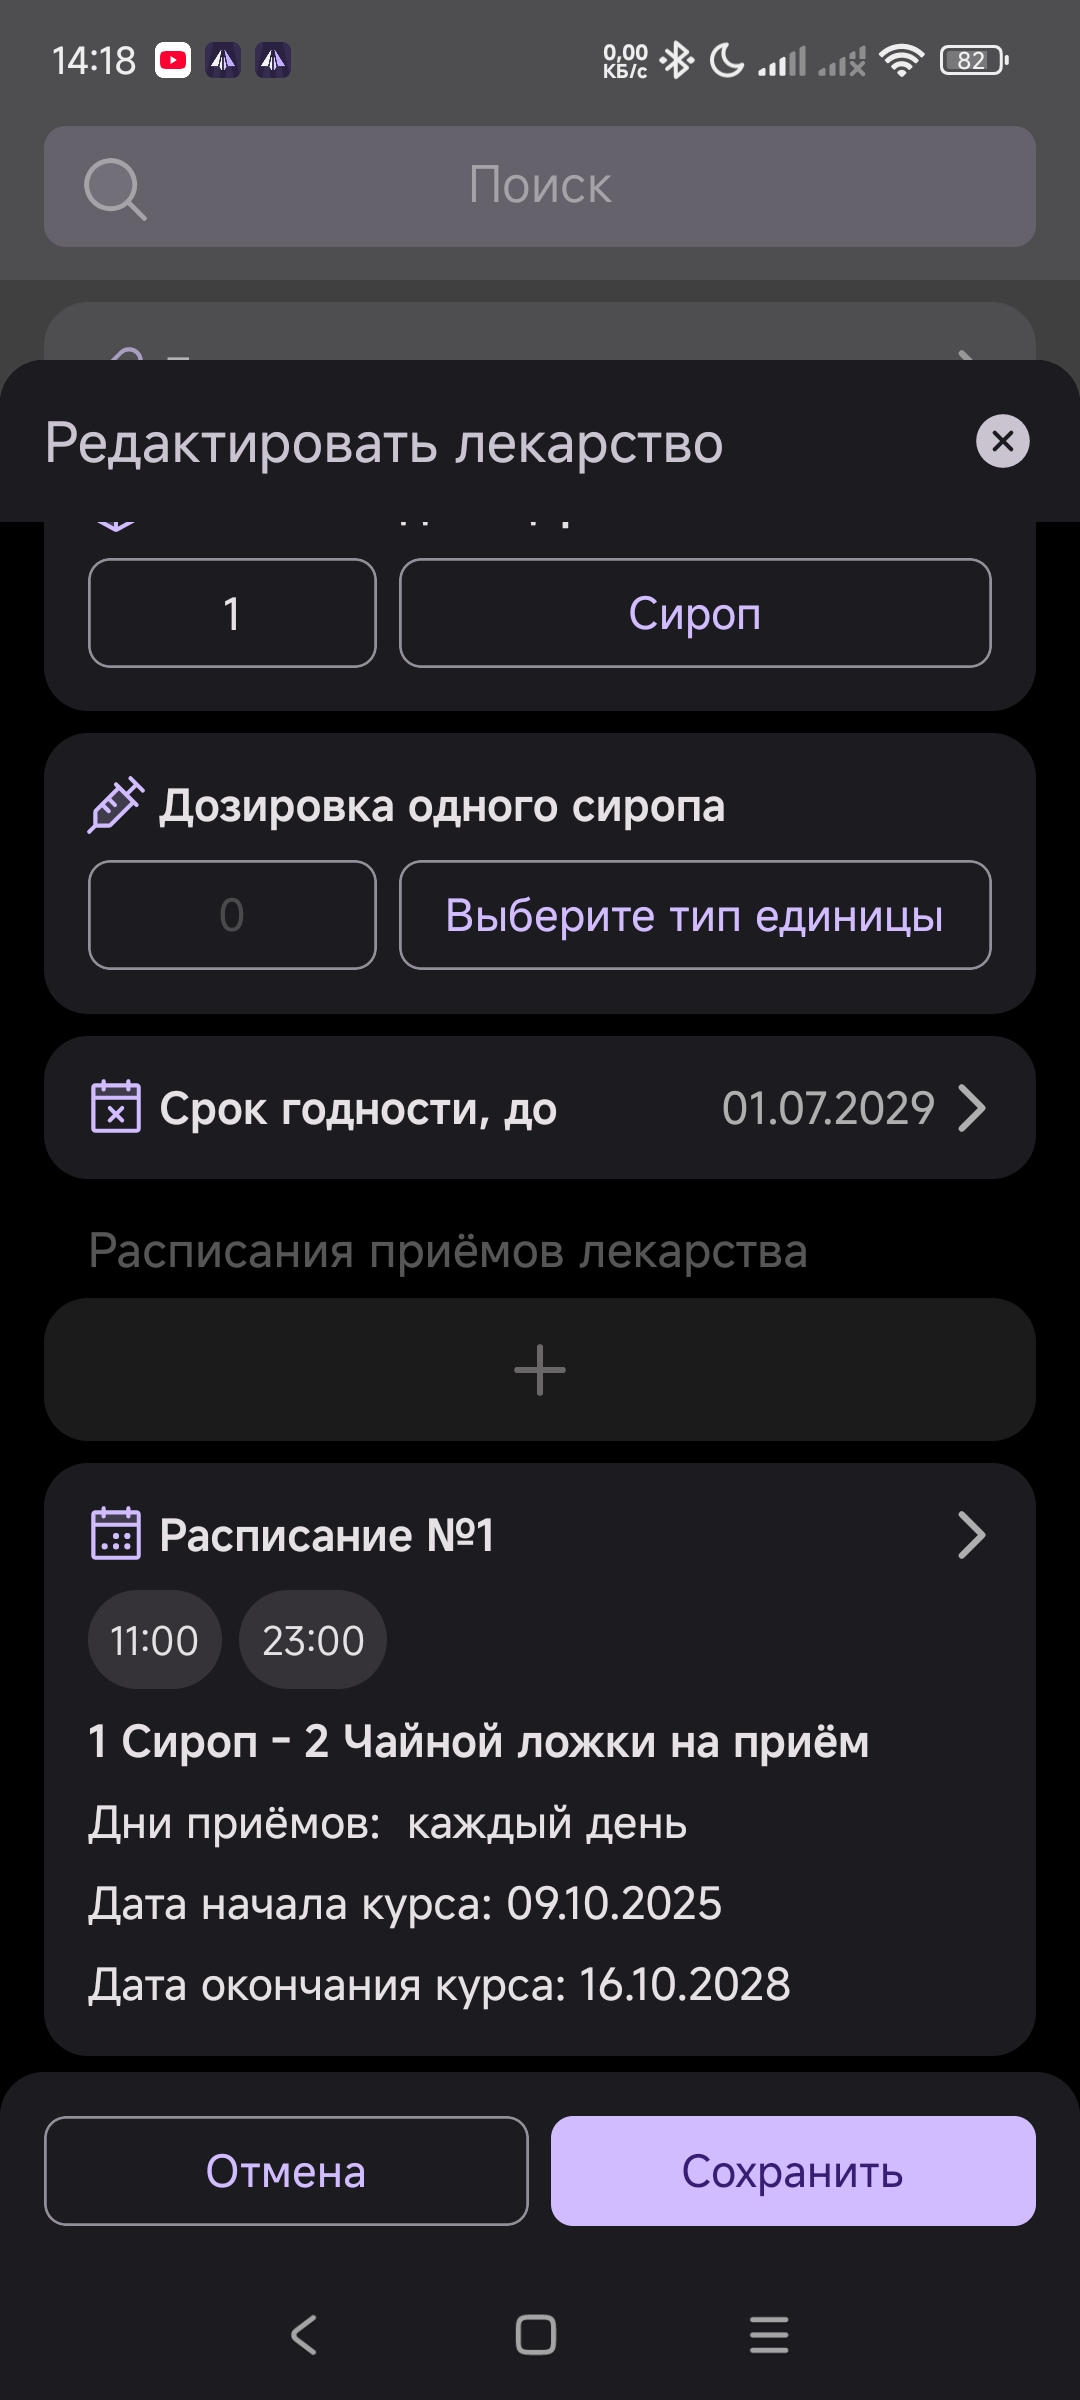 14:18
0,00
КБ/с
82
Поиск
Редактировать лекарство
1
Сироп
Дозировка одного сиропа
0
Выберите тип единицы
Срок годности, до
01.07.2029
Расписания приёмов лекарства
Расписание №1
11:00
23:00
1 Сироп - 2 Чайной ложки на приём
Дни приёмов: каждый день
Дата начала курса: 09.10.2025
Дата окончания курса: 16.10.2028
Отмена
Сохранить